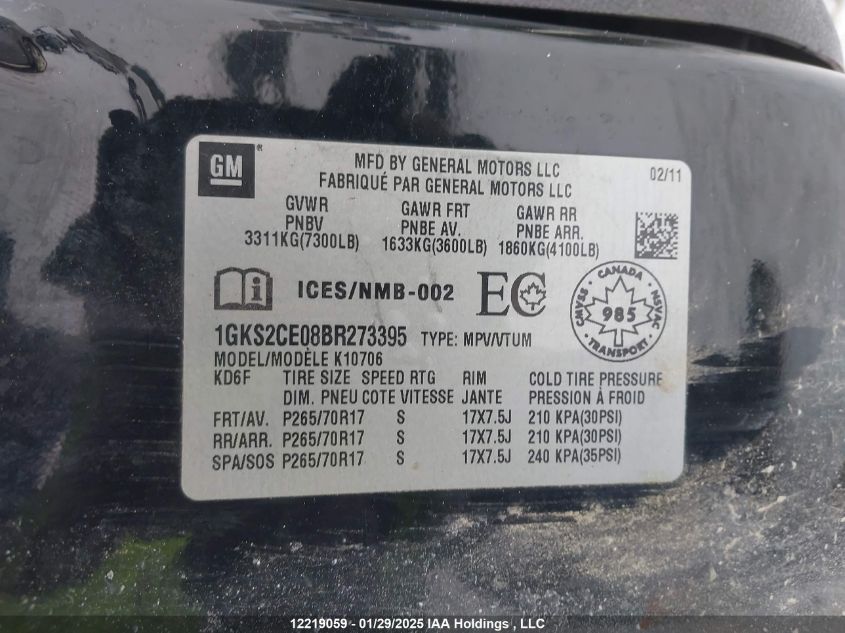 GM
MFD BY GENERAL MOTORS LLC
FABRIQUÉ PAR GENERAL MOTORS LLC
02/11
GVWR GAWR FRT GAWR RR
PNBV PNBE AV. PNBE ARR.
3311KG(7300LB) 1633KG(3600LB) 1860KG(4100LB)
i ICES/NMB-002 EC
CANADA
CMVSS NSVAC
985
TRANSPORT
1GKS2CE08BR273395 TYPE: MPV/VTUM
MODEL/MODÈLE K10706
KD6F TIRE SIZE SPEED RTG RIM COLD TIRE PRESSURE
DIM. PNEU COTE VITESSE JANTE PRESSION À FROID
FRT/AV. P265/70R17 S 17X7.5J 210 KPA(30PSI)
RR/ARR. P265/70R17 S 17X7.5J 210 KPA(30PSI)
SPA/SOS P265/70R17 S 17X7.5J 240 KPA(35PSI)
12219059 - 01/29/2025 IAA Holdings , LLC